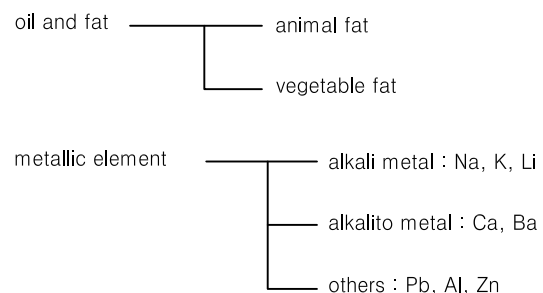 oil and fat
animal fat
vegetable fat
metallic element
alkali metal : Na, K, Li
alkalito metal : Ca, Ba
others : Pb, Al, Zn